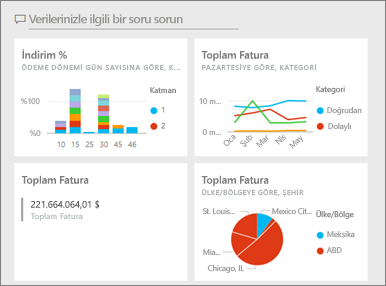 Verilerinizle ilgili bir soru sorun
İndirim %
ÖDEME DÖNEMİ GÜN SAYISINA GÖRE, K...
Katman
%100
%0
1
2
10 15 25 30 45 46
Toplam Fatura
PAZARTESİYE GÖRE, KATEGORİ
Kategori
10 m...
0 m...
Doğrudan
Dolaylı
Oca Şub Mar Nis May
Toplam Fatura
221.664.064,01 $
Toplam Fatura
Toplam Fatura
ÜLKE/BÖLGEYE GÖRE, ŞEHİR
St. Louis...
Mexico Cit...
Mia...
Chicago, IL
Ülke/Bölge
Meksika
ABD